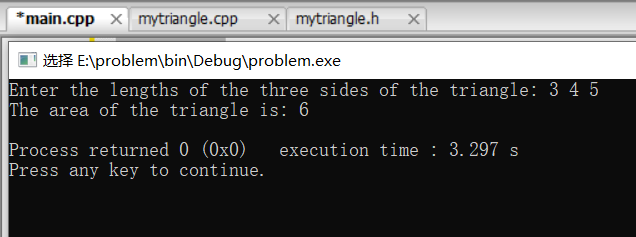 *main.cpp mytriangle.cpp mytriangle.h
选择 E:\problem\bin\Debug\problem.exe
Enter the lengths of the three sides of the triangle: 3 4 5
The area of the triangle is: 6
Process returned 0 (0x0) execution time : 3.297 s
Press any key to continue.